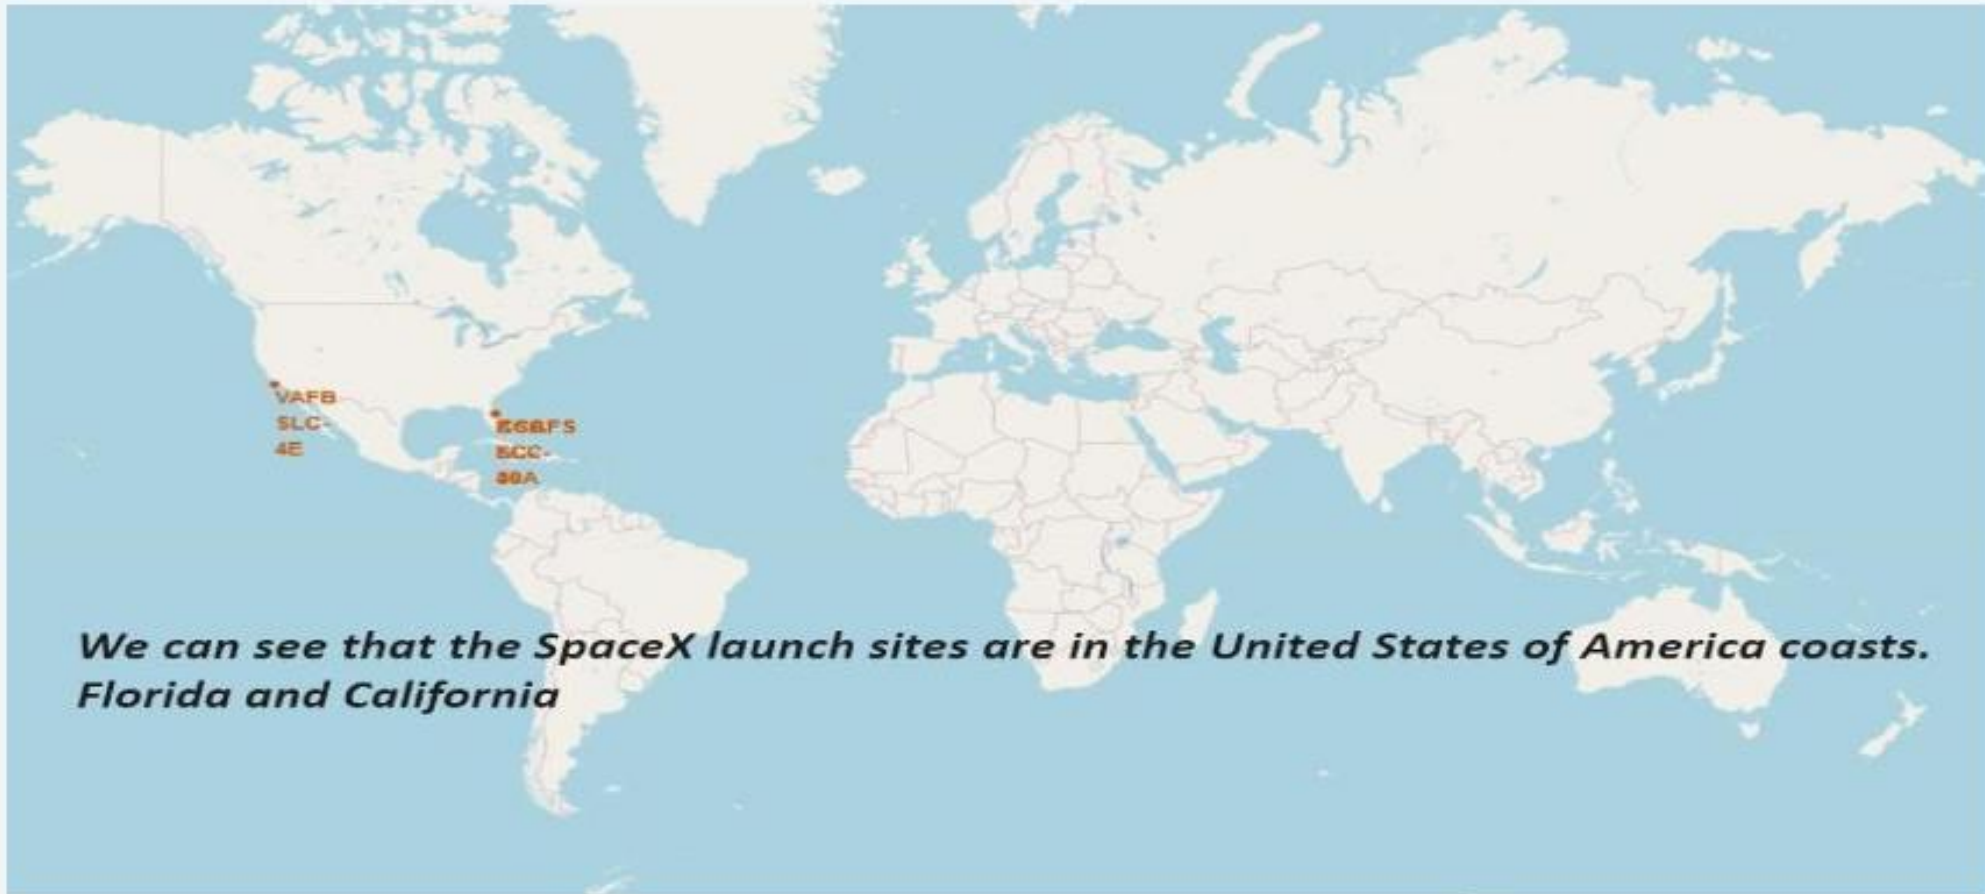 VAFB
SLC-
4E
We can see that the SpaceX launch sites are in the United States of America coasts.
Florida and California